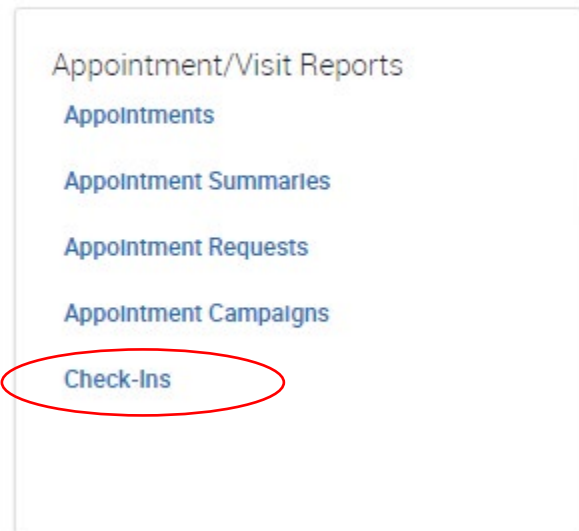 Appointment/Visit Reports
Appointments
Appointment Summaries
Appointment Requests
Appointment Campaigns
Check-Ins